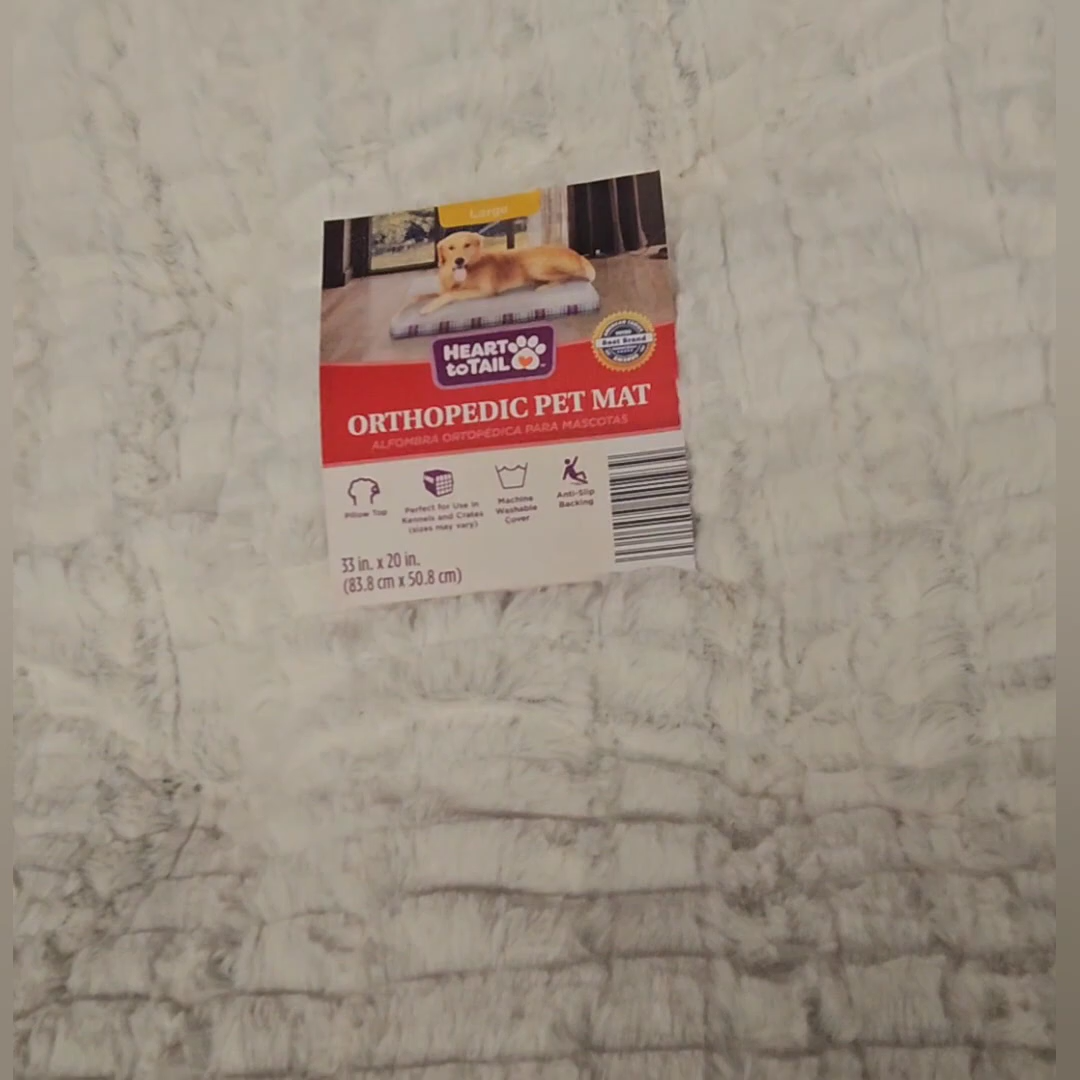 Large
HEART
to TAIL
Best Brand
ORTHOPEDIC PET MAT
ALFOMBRA ORTOPÉDICA PARA MASCOTAS
Pillow Top
Perfect for Use in
Kennels and Crates
(sizes may vary)
Machine
Washable
Cover
Anti-Slip
Backing
33 in. x 20 in.
(83.8 cm x 50.8 cm)